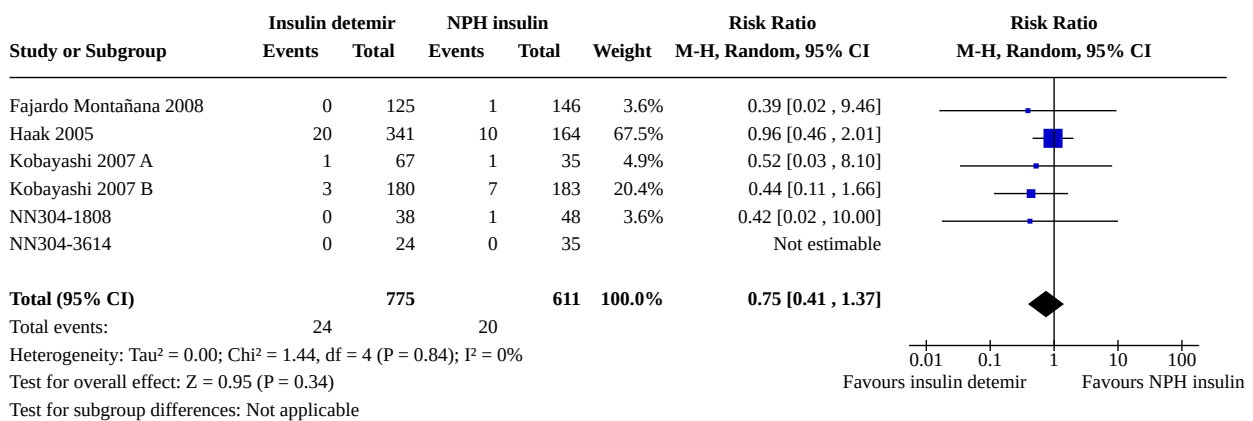 Insulin detemir NPH insulin Risk Ratio Risk Ratio
Study or Subgroup Events Total Events Total Weight M-H, Random, 95% CI M-H, Random, 95% CI
Fajardo Montañana 2008 0 125 1 146 3.6% 0.39 [0.02 , 9.46]
Haak 2005 20 341 10 164 67.5% 0.96 [0.46 , 2.01]
Kobayashi 2007 A 1 67 1 35 4.9% 0.52 [0.03 , 8.10]
Kobayashi 2007 B 3 180 7 183 20.4% 0.44 [0.11 , 1.66]
NN304-1808 0 38 1 48 3.6% 0.42 [0.02 , 10.00]
NN304-3614 0 24 0 35 Not estimable
Total (95% CI) 775 611 100.0% 0.75 [0.41 , 1.37]
Total events: 24 20
Heterogeneity: Tau² = 0.00; Chi² = 1.44, df = 4 (P = 0.84); I² = 0%
0.01 0.1 1 10 100
Test for overall effect: Z = 0.95 (P = 0.34) Favours insulin detemir Favours NPH insulin
Test for subgroup differences: Not applicable